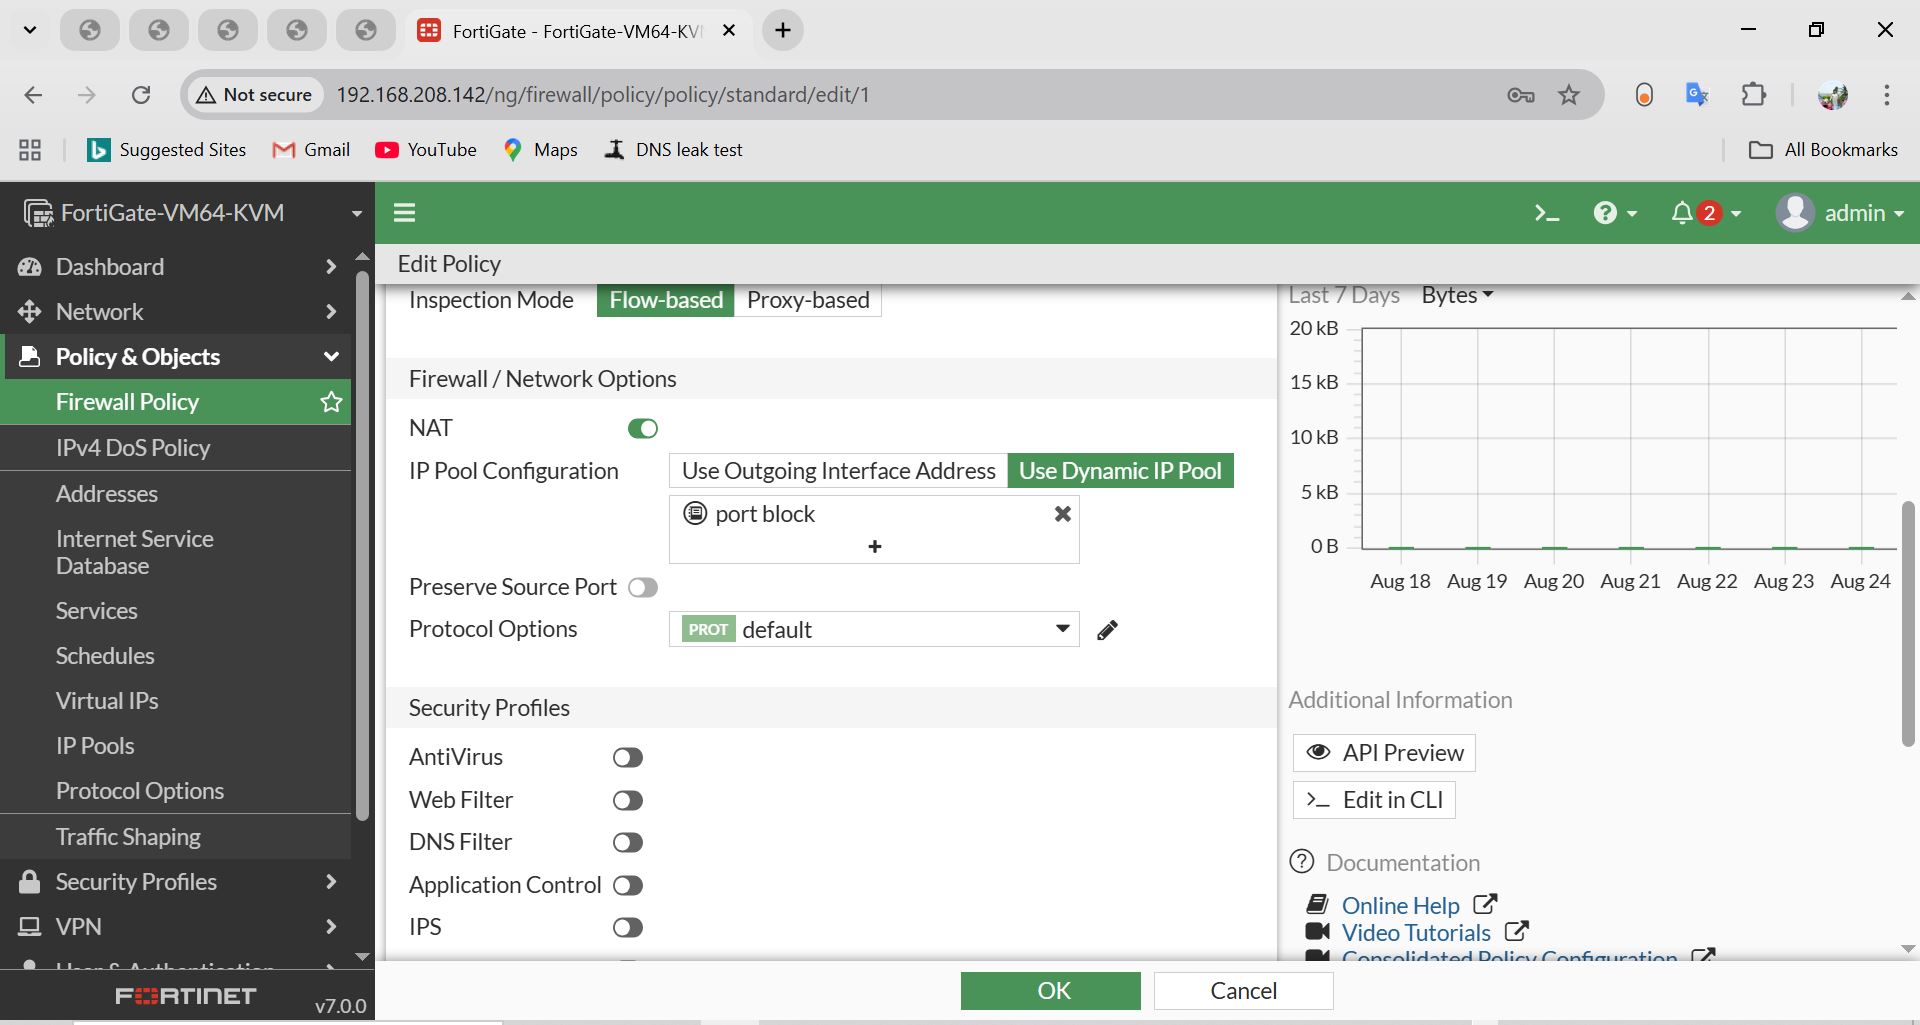 FortiGate - FortiGate-VM64-KV
Not secure
192.168.208.142/ng/firewall/policy/policy/standard/edit/1
Suggested Sites
Gmail
YouTube
Maps
DNS leak test
All Bookmarks
FortiGate-VM64-KVM
2
admin
Dashboard
Network
Policy & Objects
Firewall Policy
IPv4 DoS Policy
Addresses
Internet Service
Database
Services
Schedules
Virtual IPs
IP Pools
Protocol Options
Traffic Shaping
Security Profiles
VPN
User & Authentication
FORTINET
v7.0.0
Edit Policy
Inspection Mode Flow-based Proxy-based
Firewall / Network Options
NAT
IP Pool Configuration Use Outgoing Interface Address Use Dynamic IP Pool
port block
Preserve Source Port
Protocol Options PROT default
Security Profiles
AntiVirus
Web Filter
DNS Filter
Application Control
IPS
Last 7 Days Bytes
20 kB
15 kB
10 kB
5 kB
0 B
Aug 18 Aug 19 Aug 20 Aug 21 Aug 22 Aug 23 Aug 24
Additional Information
API Preview
Edit in CLI
Documentation
Online Help
Video Tutorials
Consolidated Policy Configuration
OK Cancel